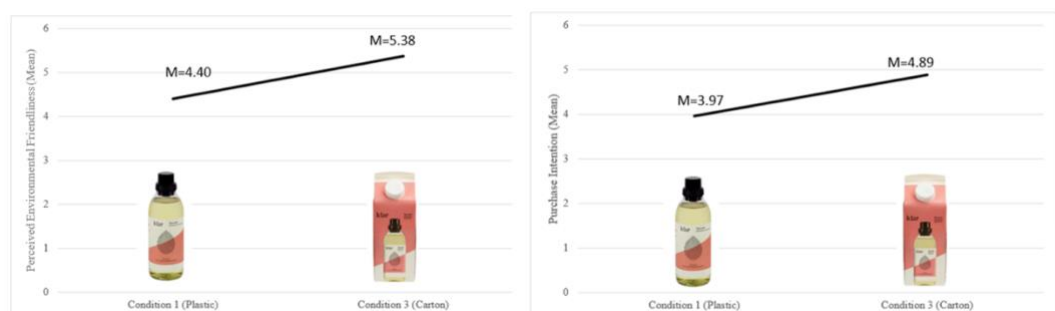 Perceived Environmental Friendliness (Mean)
6
5
4
3
2
1
0
M=4.40
M=5.38
Condition 1 (Plastic)
Condition 3 (Carton)
Purchase Intention (Mean)
6
5
4
3
2
1
0
M=3.97
M=4.89
Condition 1 (Plastic)
Condition 3 (Carton)